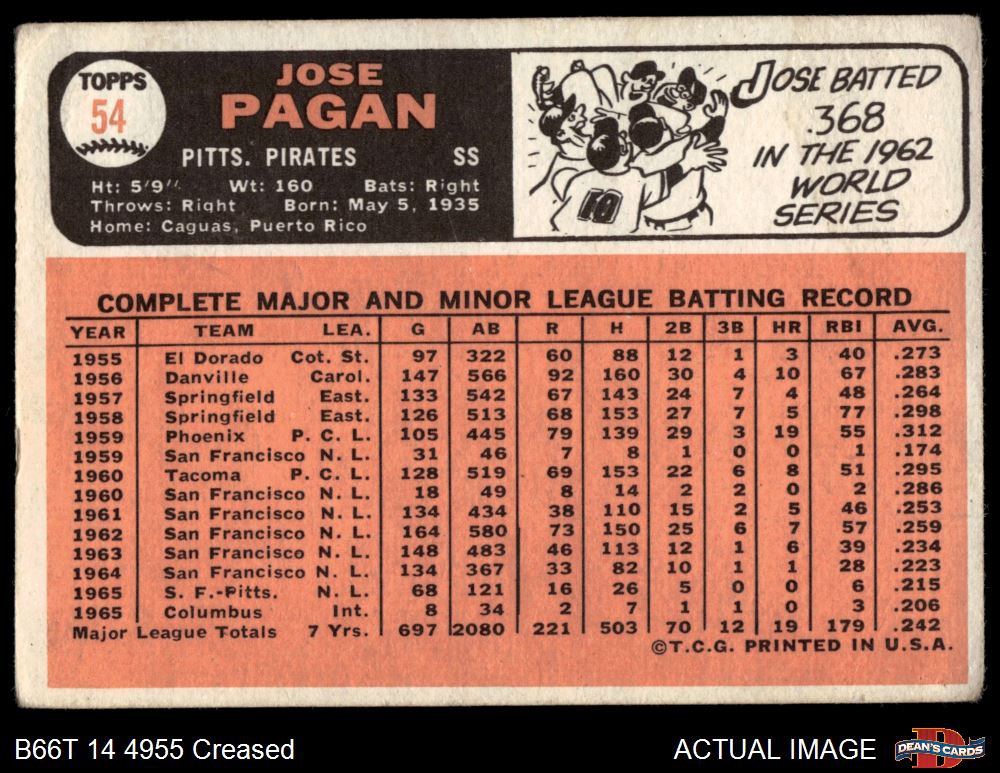 TOPPS
54
JOSE
PAGAN
PITTS. PIRATES SS
Ht: 5'9" Wt: 160 Bats: Right
Throws: Right Born: May 5, 1935
Home: Caguas, Puerto Rico
10
JOSE BATTED
.368
IN THE 1962
WORLD
SERIES
COMPLETE MAJOR AND MINOR LEAGUE BATTING RECORD
YEAR TEAM LEA. G AB R H 2B 3B HR RBI AVG.
1955 El Dorado Cot. St. 97 322 60 88 12 1 3 40 .273
1956 Danville Carol. 147 566 92 160 30 4 10 67 .283
1957 Springfield East. 133 542 67 143 24 7 4 48 .264
1958 Springfield East. 126 513 68 153 27 7 5 77 .298
1959 Phoenix P. C. L. 105 445 79 139 29 3 19 55 .312
1959 San Francisco N. L. 31 46 7 8 1 0 0 1 .174
1960 Tacoma P. C. L. 128 519 69 153 22 6 8 51 .295
1960 San Francisco N. L. 18 49 8 14 2 2 0 2 .286
1961 San Francisco N. L. 134 434 38 110 15 2 5 46 .253
1962 San Francisco N. L. 164 580 73 150 25 6 7 57 .259
1963 San Francisco N. L. 148 483 46 113 12 1 6 39 .234
1964 San Francisco N. L. 134 367 33 82 10 1 1 28 .223
1965 S. F.-Pitts. N. L. 68 121 16 26 5 0 0 6 .215
1965 Columbus Int. 8 34 2 7 1 1 0 3 .206
Major League Totals 7 Yrs. 697 2080 221 503 70 12 19 179 .242
©T.C.G. PRINTED IN U.S.A.
B66T 14 4955 Creased ACTUAL IMAGE
D
DEAN'S CARDS